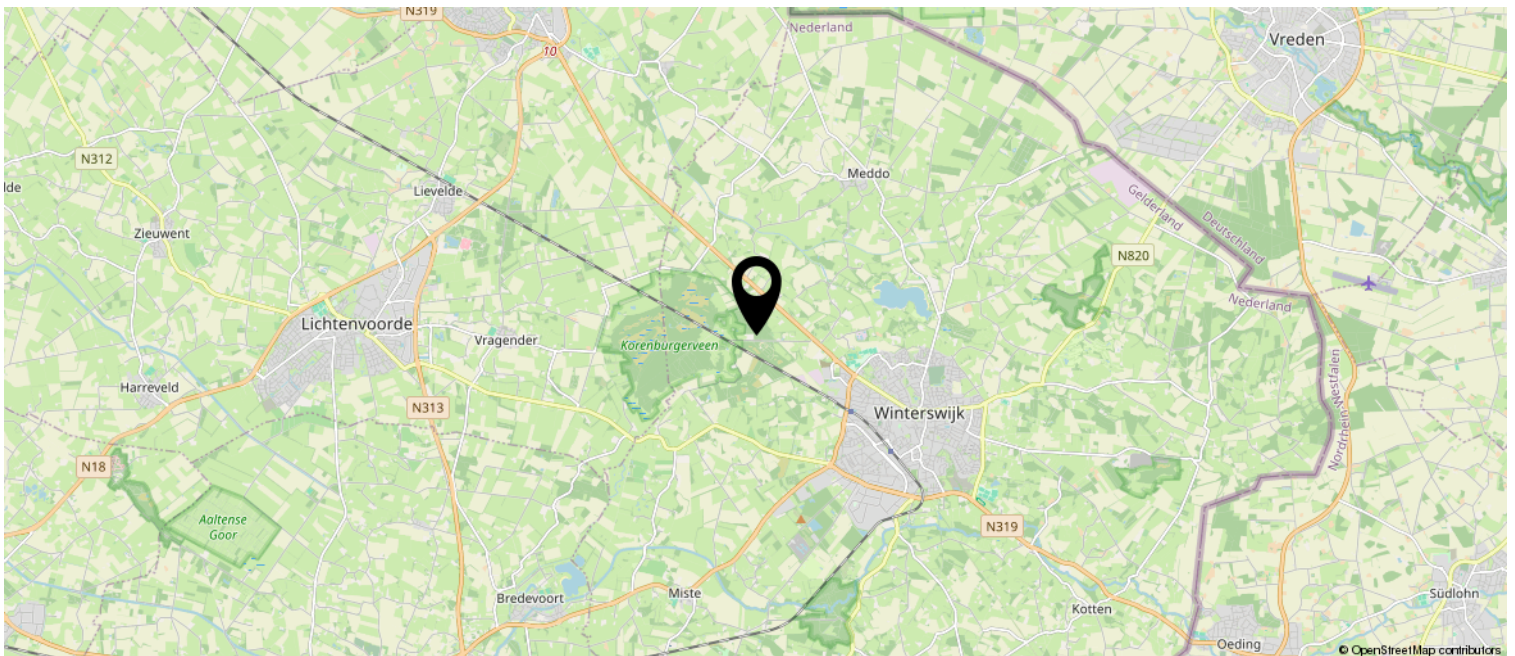 N319
10
Nederland
Vreden
N312
Meddo
lde
Lievelde
Gelderland
Deutschland
Zieuwent
N820
Nederland
Lichtenvoorde
Vragender
Korenburgerveen
Harreveld
N313
Winterswijk
Nordrhein-Westfalen
N18
Aaltense
Goor
N319
Bredevoort
Miste
Südlohn
Kotten
Oeding
© OpenStreetMap contributors